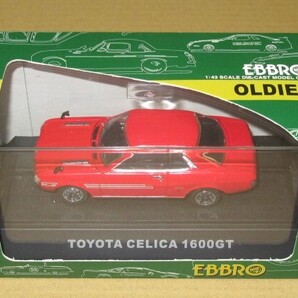 EBBRO
1/43 SCALE DIE-CAST MODEL
OLDIE
TOYOTA CELICA 1600GT
EBBRO